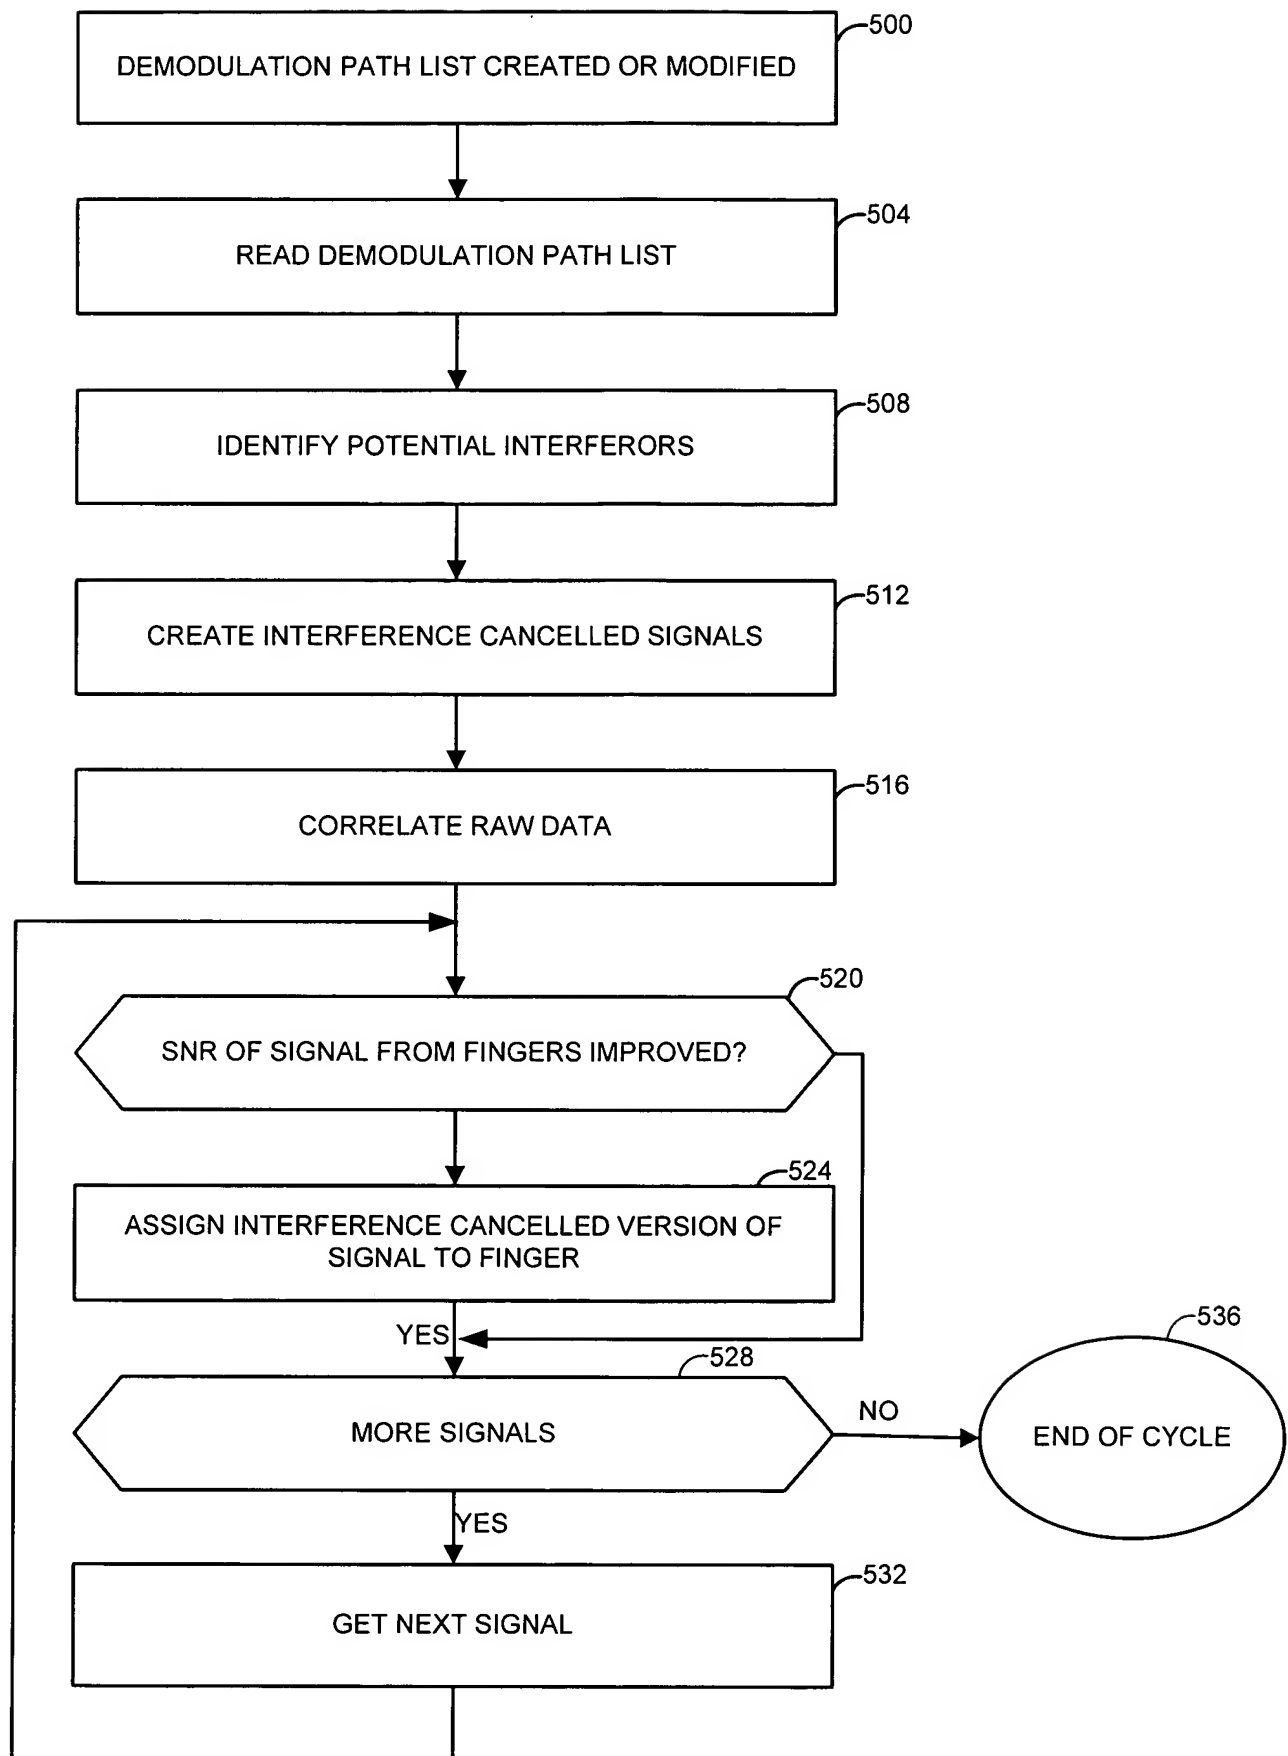 500
DEMODULATION PATH LIST CREATED OR MODIFIED
504
READ DEMODULATION PATH LIST
508
IDENTIFY POTENTIAL INTERFERORS
512
CREATE INTERFERENCE CANCELLED SIGNALS
516
CORRELATE RAW DATA
520
SNR OF SIGNAL FROM FINGERS IMPROVED?
524
ASSIGN INTERFERENCE CANCELLED VERSION OF
SIGNAL TO FINGER
YES
528
MORE SIGNALS
NO
536
END OF CYCLE
YES
532
GET NEXT SIGNAL